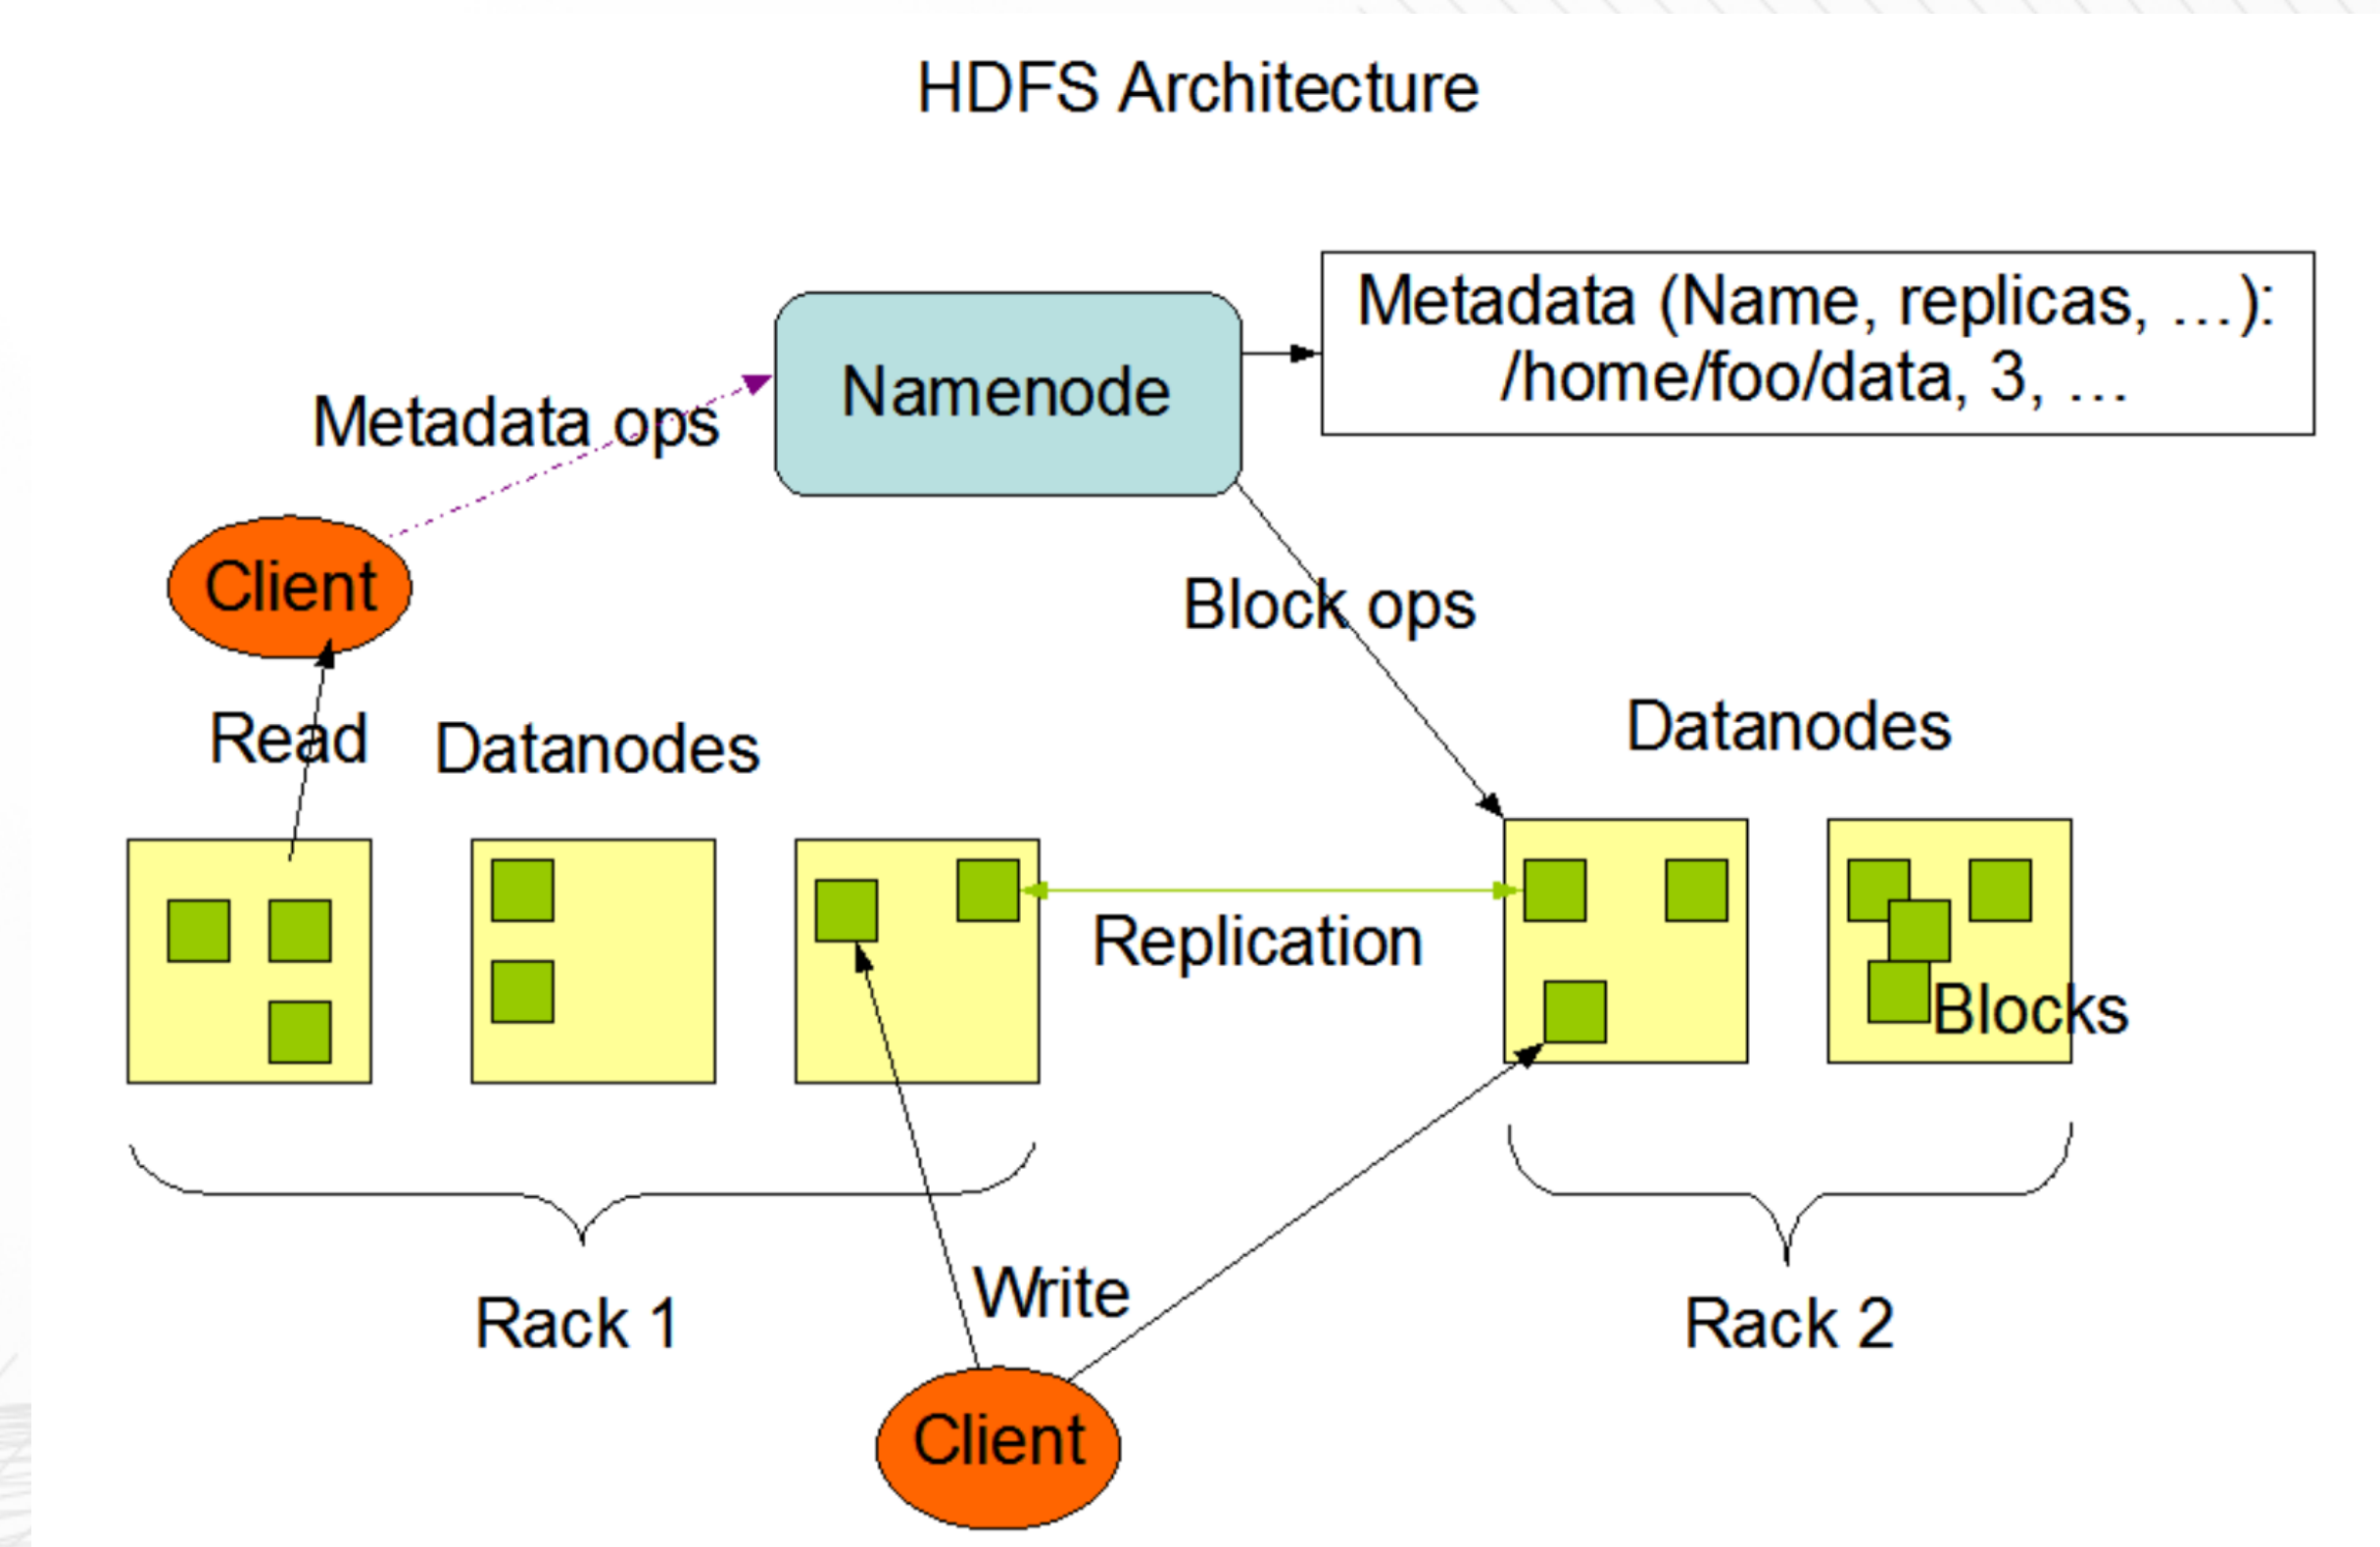 HDFS Architecture
Metadata (Name, replicas, ...):
/home/foo/data, 3, ...
Namenode
Metadata ops
Client
Block ops
Read
Datanodes
Datanodes
Replication
Blocks
Write
Rack 1
Rack 2
Client